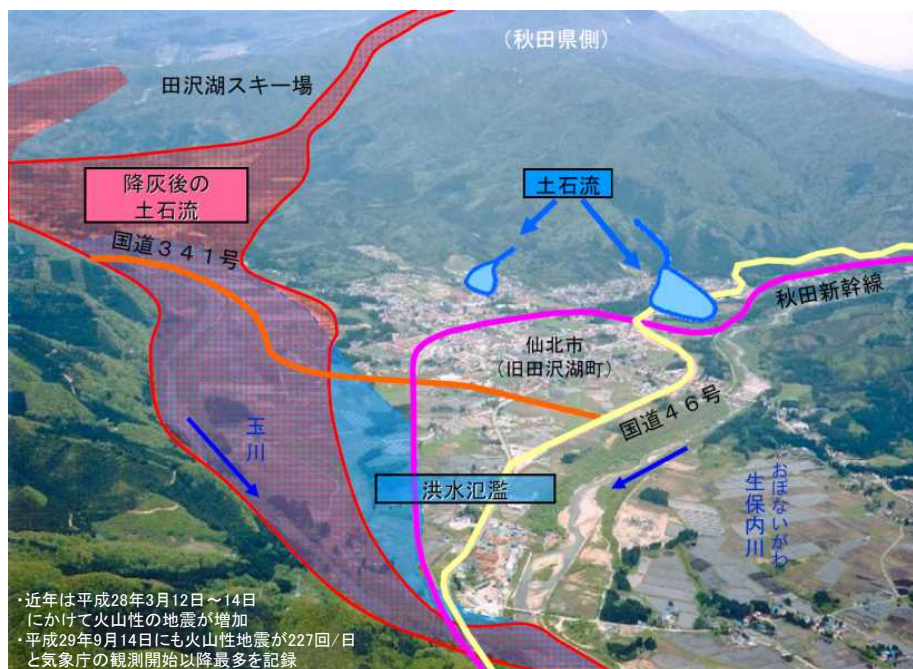 （秋田県側）
田沢湖スキー場
降灰後の
土石流
土石流
国道３４１号
秋田新幹線
仙北市
（旧田沢湖町）
国道４６号
玉川
洪水氾濫
おぼないがわ
生保内川
・近年は平成28年3月12日～14日
にかけて火山性の地震が増加
・平成29年9月14日にも火山性地震が227回/日
と気象庁の観測開始以降最多を記録